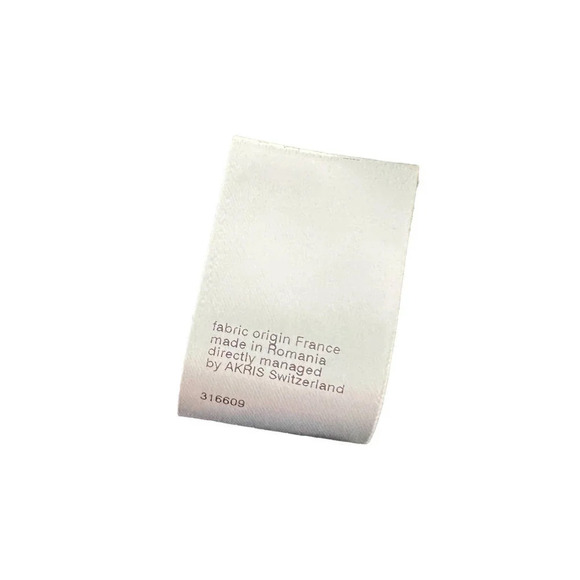 fabric origin France
made in Romania
directly managed
by AKRIS Switzerland
316609